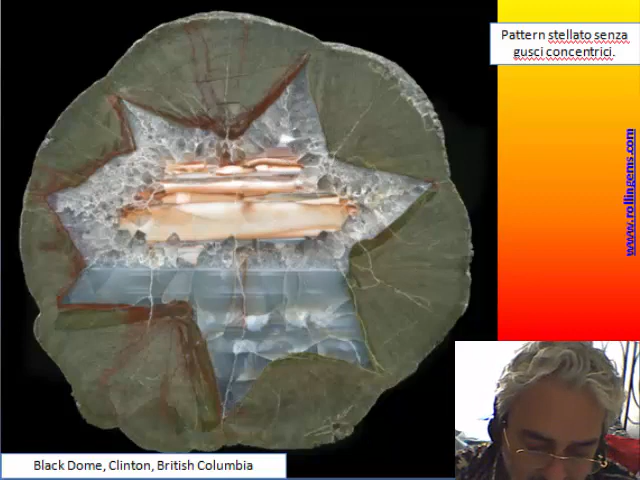 Pattern stellato senza
gusci concentrici.
www.rollingems.com
Black Dome, Clinton, British Columbia